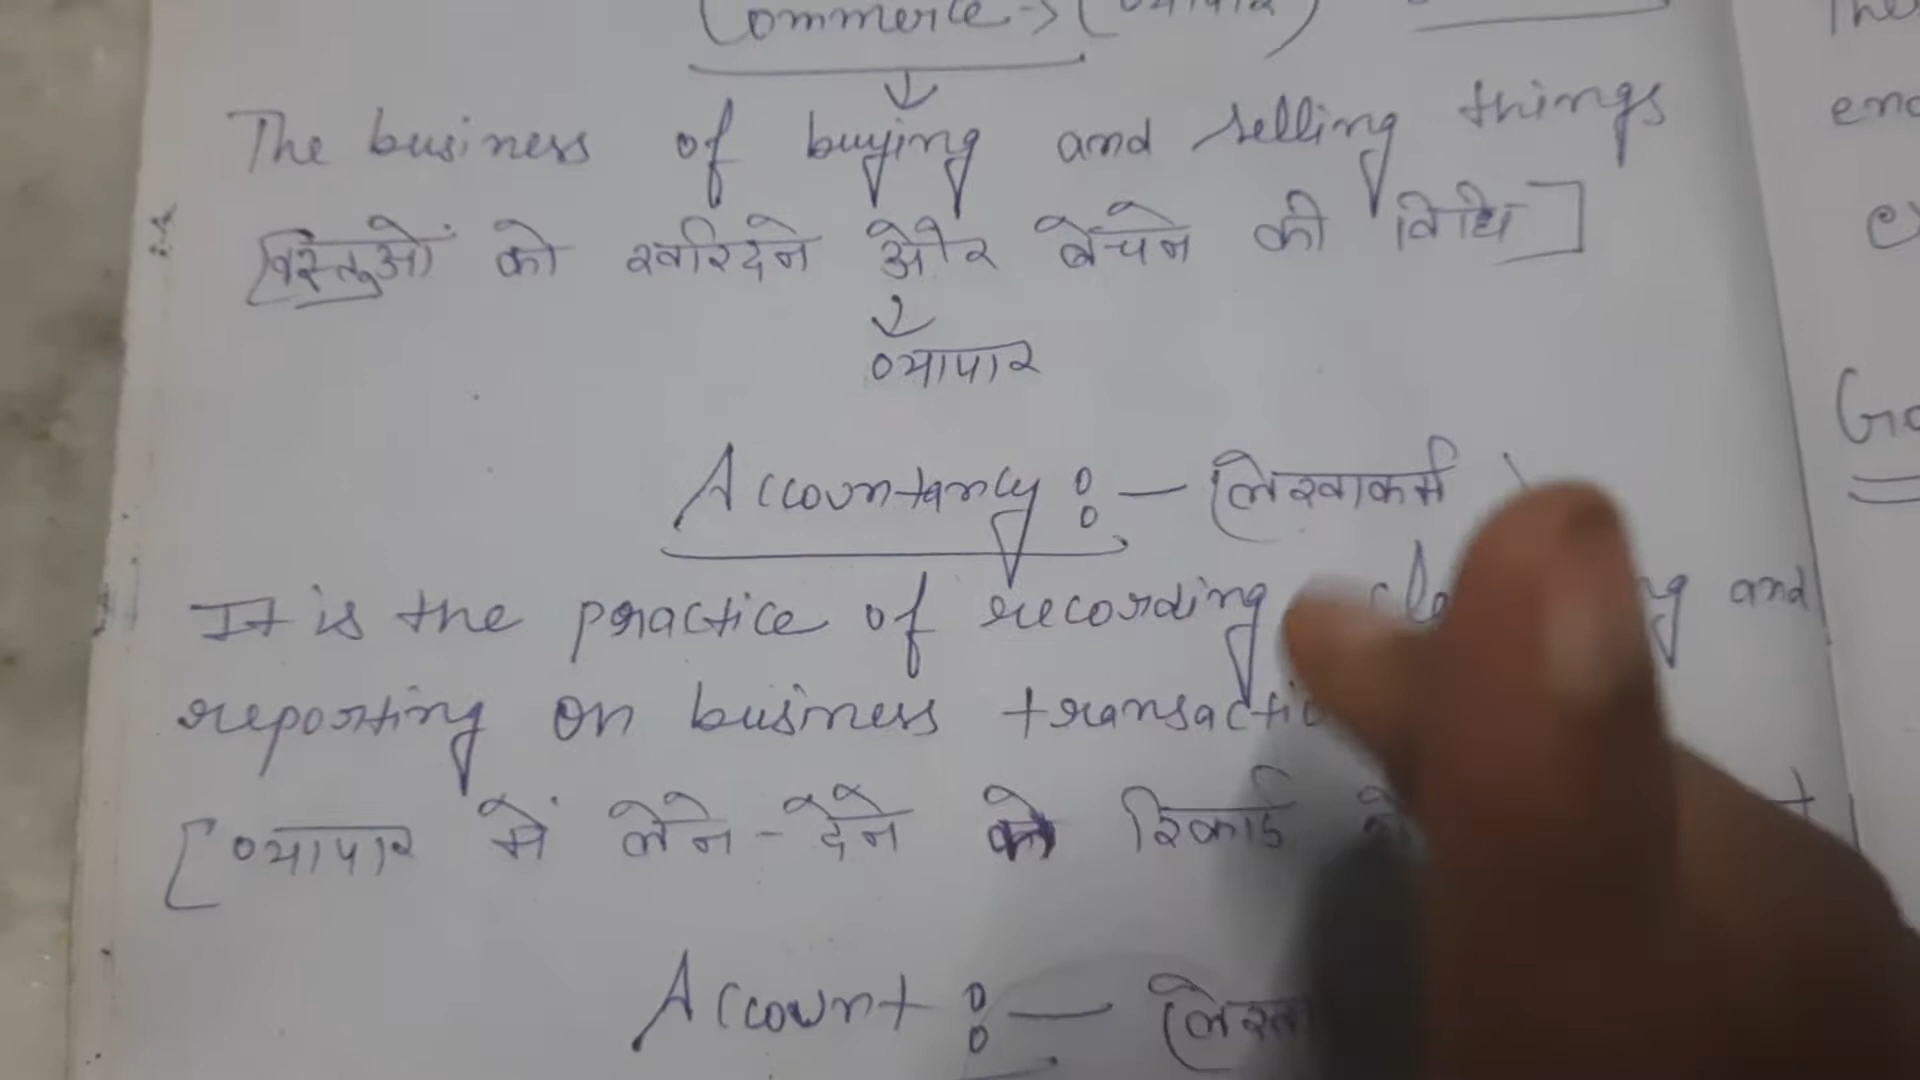 Commerce → (व्यापार)
The business of buying and selling things
[वस्तुओं को खरिदने और बेचने की विधि]
व्यापार
Accountancy :- (लेखाकर्म)
It is the practice of recording and
reporting on business
[व्यापार में लेने-देने को रिकार्ड
Account :-
The